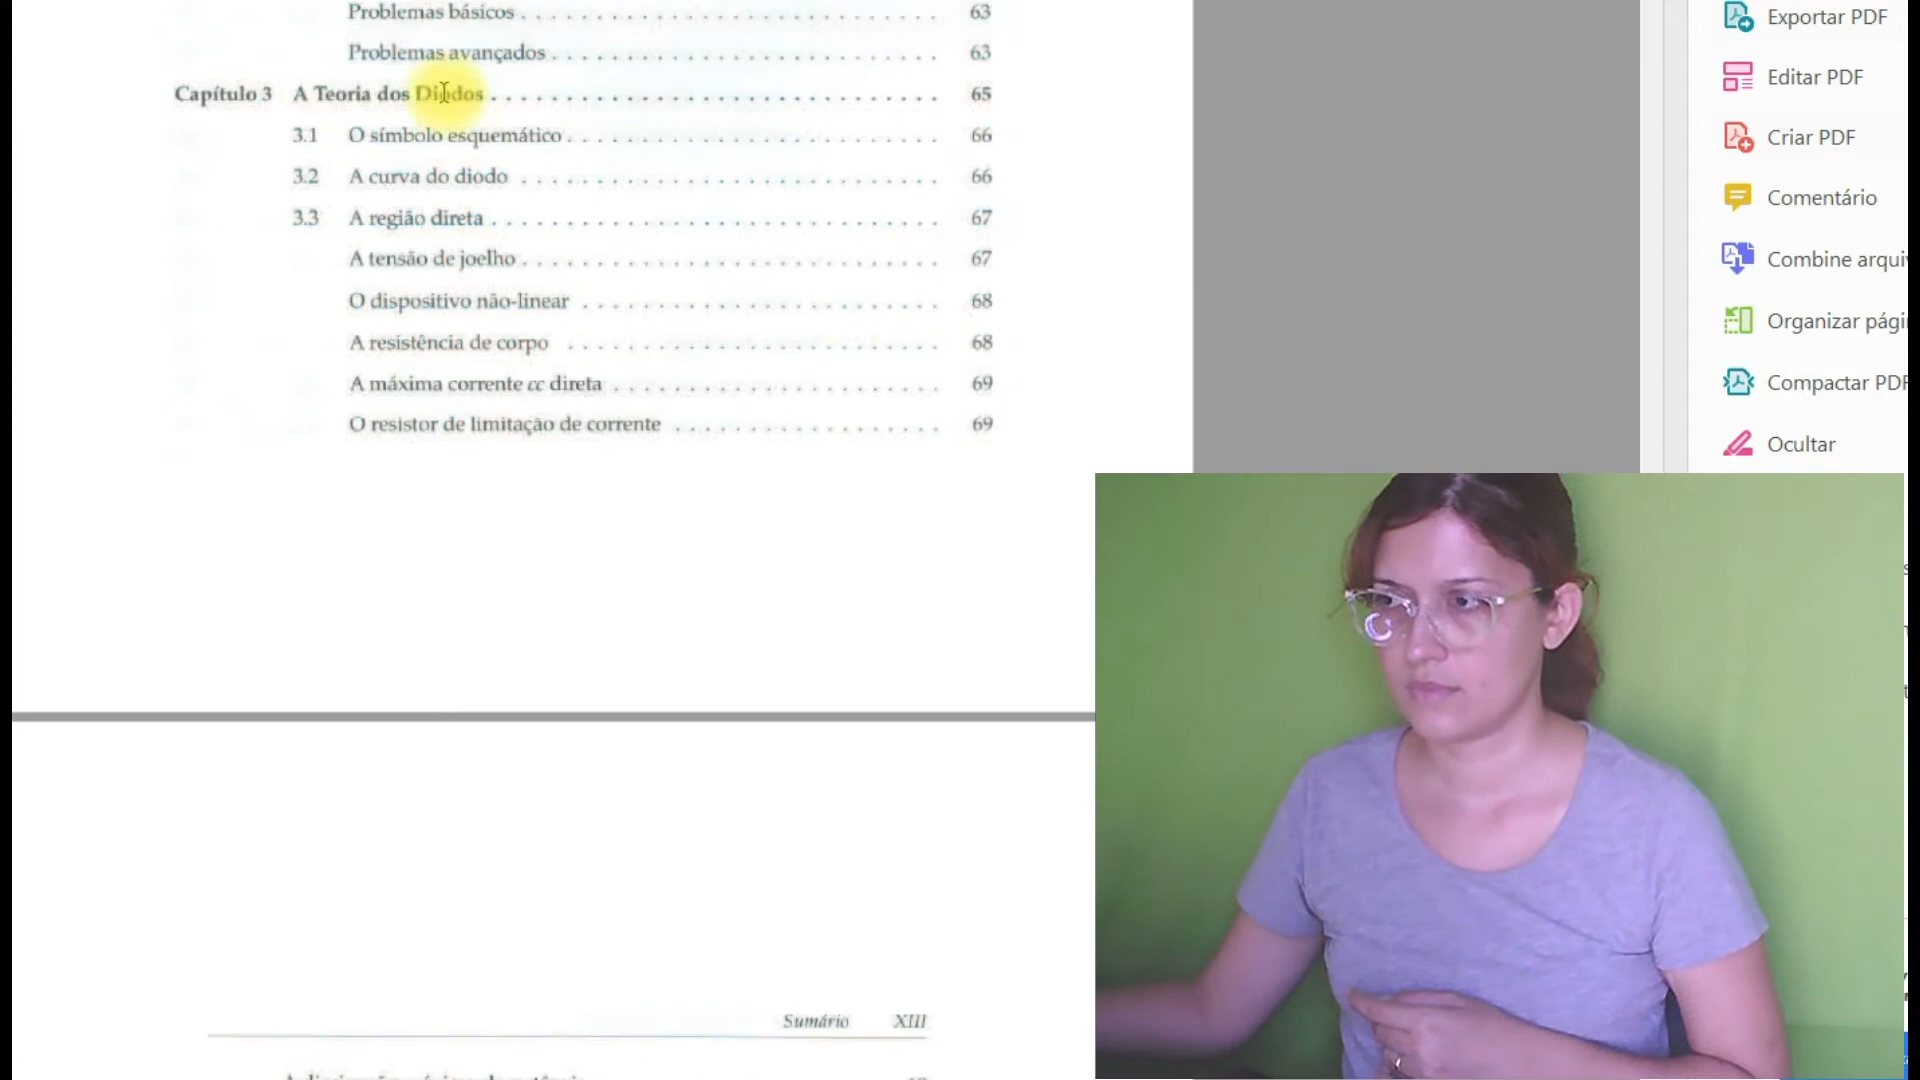 Problemas básicos . . . . . . . . . . . . . . . . . . . . . . . . . . . 63
Problemas avançados . . . . . . . . . . . . . . . . . . . . . . . . . 63
Capítulo 3 A Teoria dos Diodos . . . . . . . . . . . . . . . . . . . . . . . . . . . . . 65
3.1 O símbolo esquemático . . . . . . . . . . . . . . . . . . . . . . . . 66
3.2 A curva do diodo . . . . . . . . . . . . . . . . . . . . . . . . . . . 66
3.3 A região direta . . . . . . . . . . . . . . . . . . . . . . . . . . . . . 67
A tensão de joelho . . . . . . . . . . . . . . . . . . . . . . . . . . . 67
O dispositivo não-linear . . . . . . . . . . . . . . . . . . . . . . . 68
A resistência de corpo . . . . . . . . . . . . . . . . . . . . . . . . 68
A máxima corrente cc direta . . . . . . . . . . . . . . . . . . . . . 69
O resistor de limitação de corrente . . . . . . . . . . . . . . . . . 69
Sumário XIII
Exportar PDF
Editar PDF
Criar PDF
Comentário
Combine arqui
Organizar pági
Compactar PDF
Ocultar